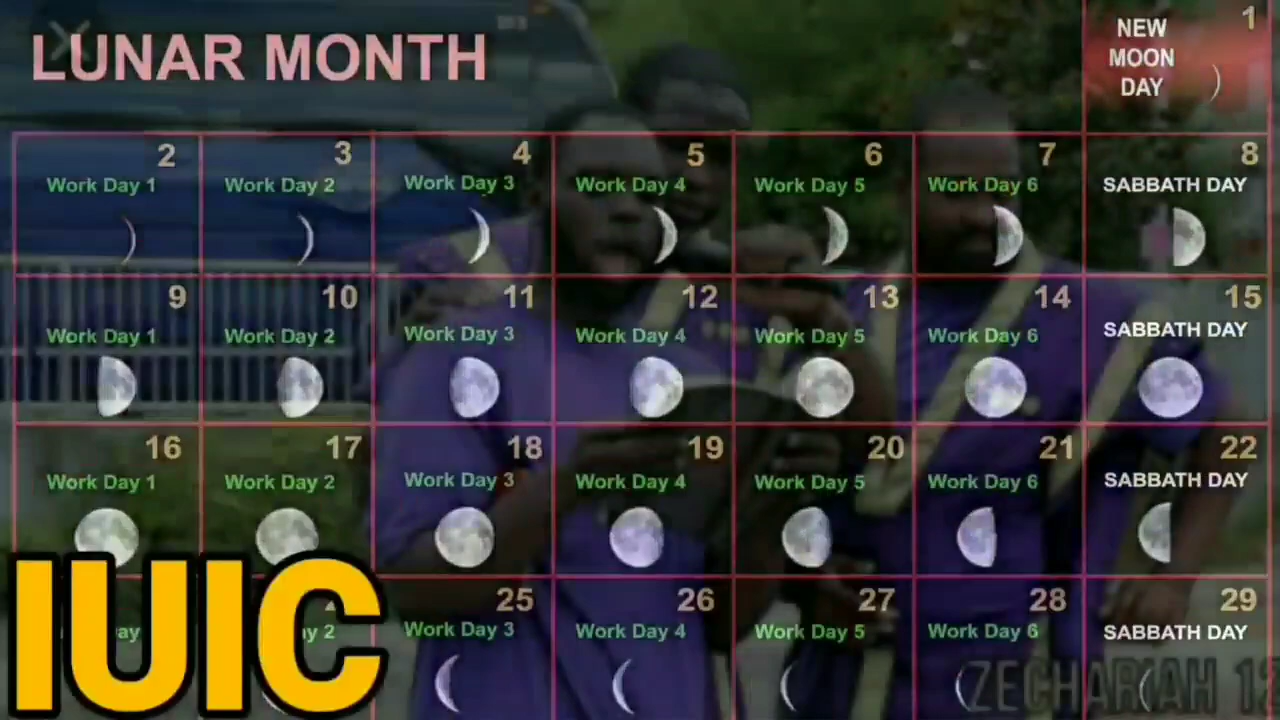 LUNAR MONTH
NEW
MOON
DAY
1
2 3 4 5 6 7 8
Work Day 1 Work Day 2 Work Day 3 Work Day 4 Work Day 5 Work Day 6 SABBATH DAY
9 10 11 12 13 14 15
Work Day 1 Work Day 2 Work Day 3 Work Day 4 Work Day 5 Work Day 6 SABBATH DAY
16 17 18 19 20 21 22
Work Day 1 Work Day 2 Work Day 3 Work Day 4 Work Day 5 Work Day 6 SABBATH DAY
25 26 27 28 29
Work Day 3 Work Day 4 Work Day 5 Work Day 6 SABBATH DAY
IUIC
ZECHARIAH